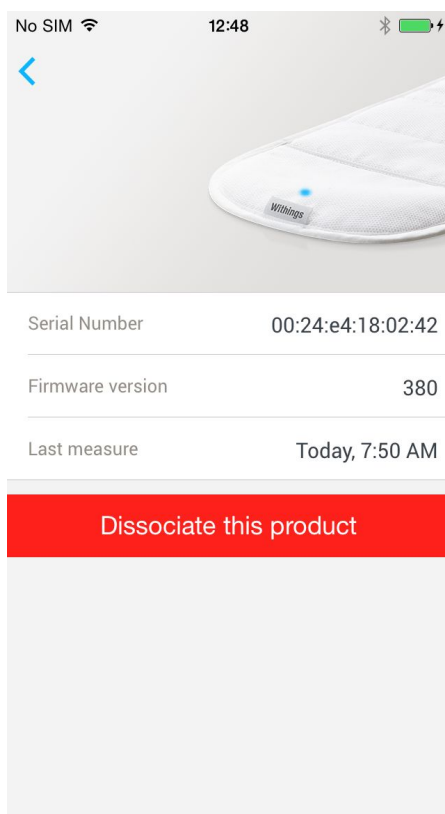 No SIM 12:48
Withings
Serial Number 00:24:e4:18:02:42
Firmware version 380
Last measure Today, 7:50 AM
Dissociate this product